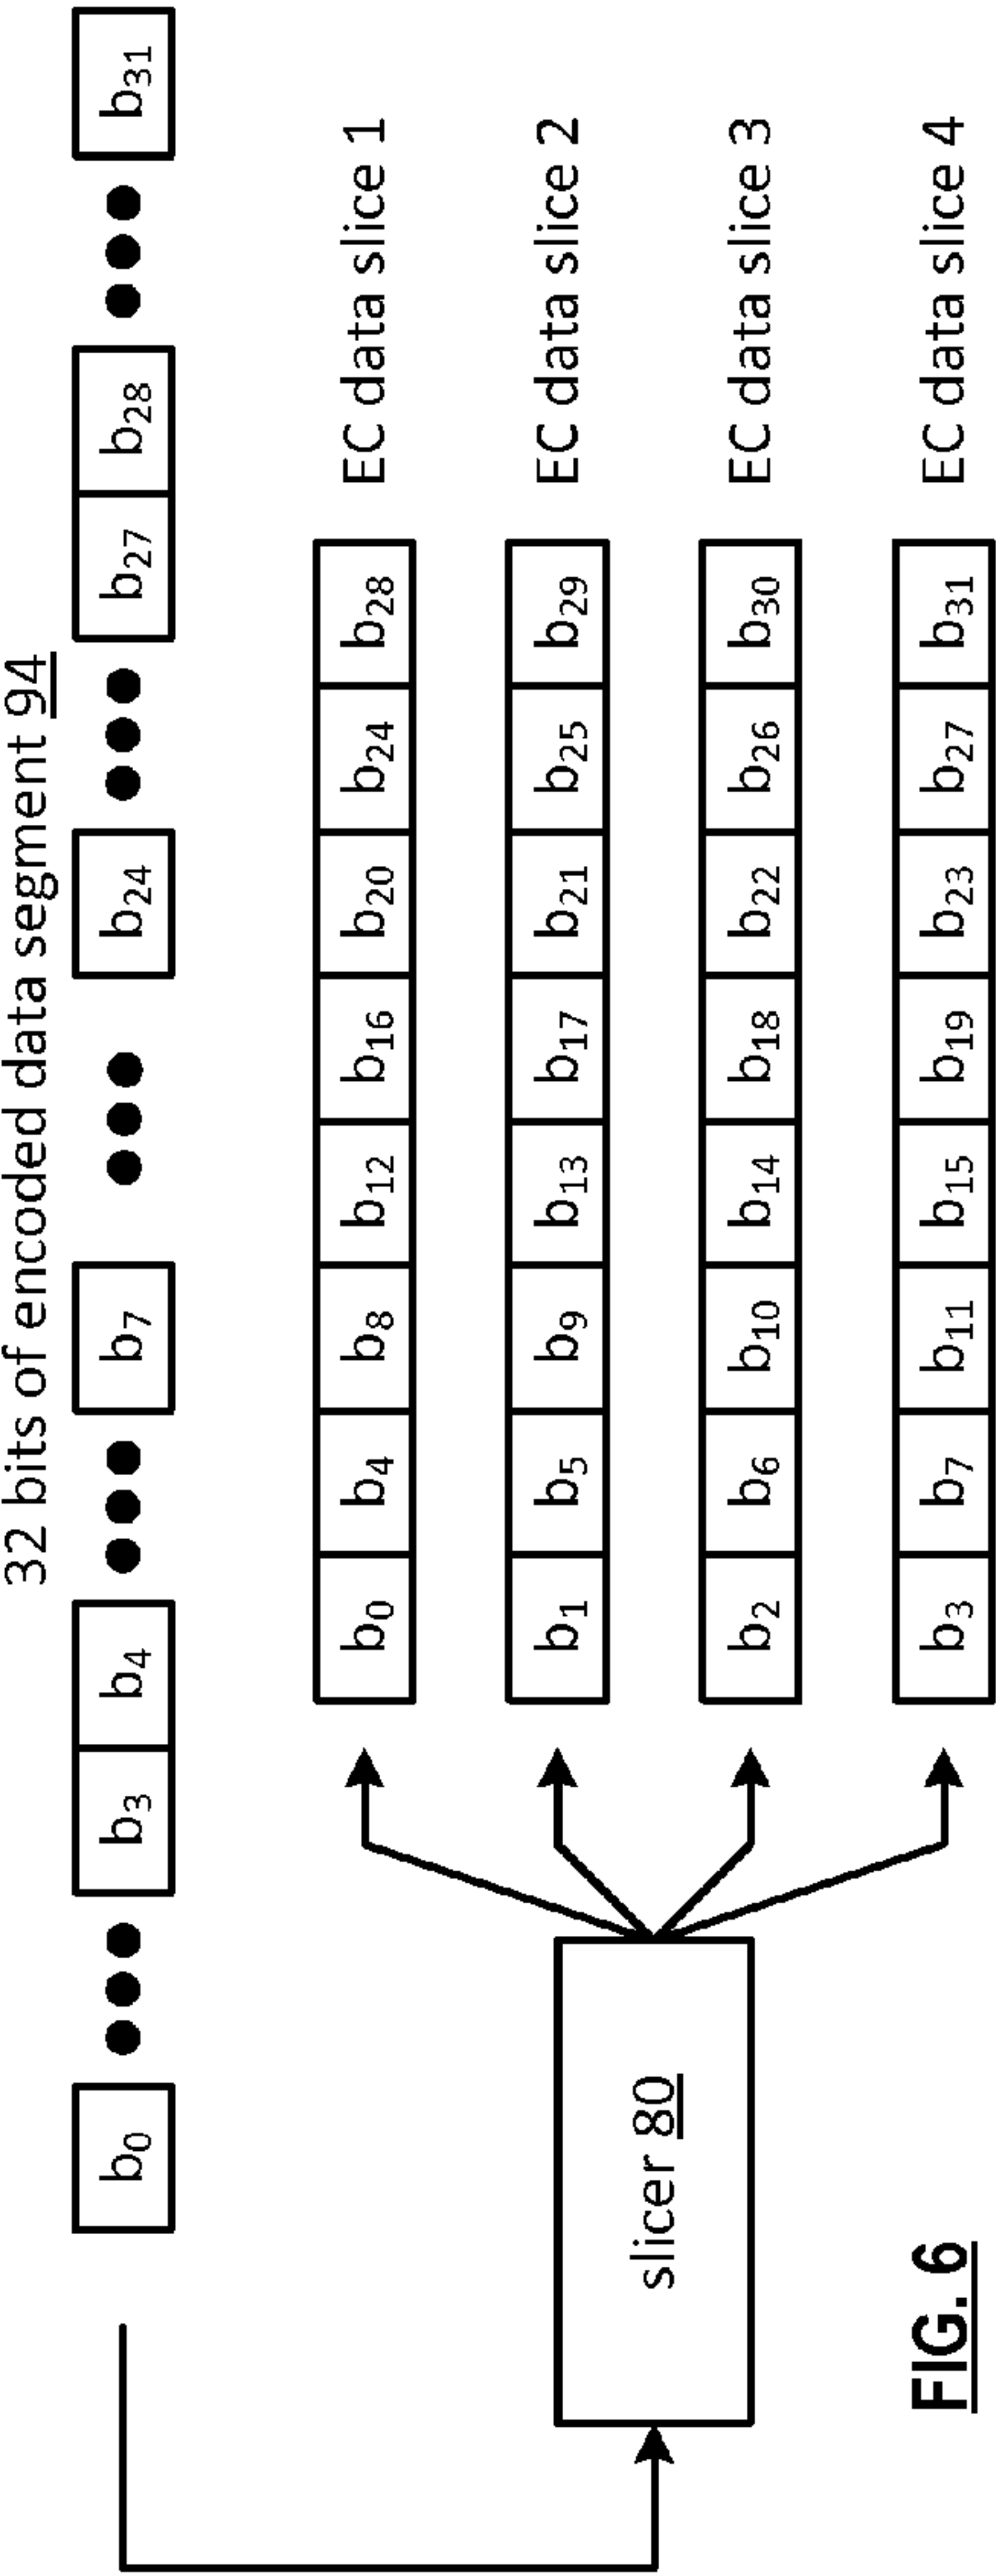 32 bits of encoded data segment 94
b0 b3 b4 b7 b24 b27 b28 b31
b0 b4 b8 b12 b16 b20 b24 b28 EC data slice 1
b1 b5 b9 b13 b17 b21 b25 b29 EC data slice 2
slicer 80
b2 b6 b10 b14 b18 b22 b26 b30 EC data slice 3
b3 b7 b11 b15 b19 b23 b27 b31 EC data slice 4
FIG. 6